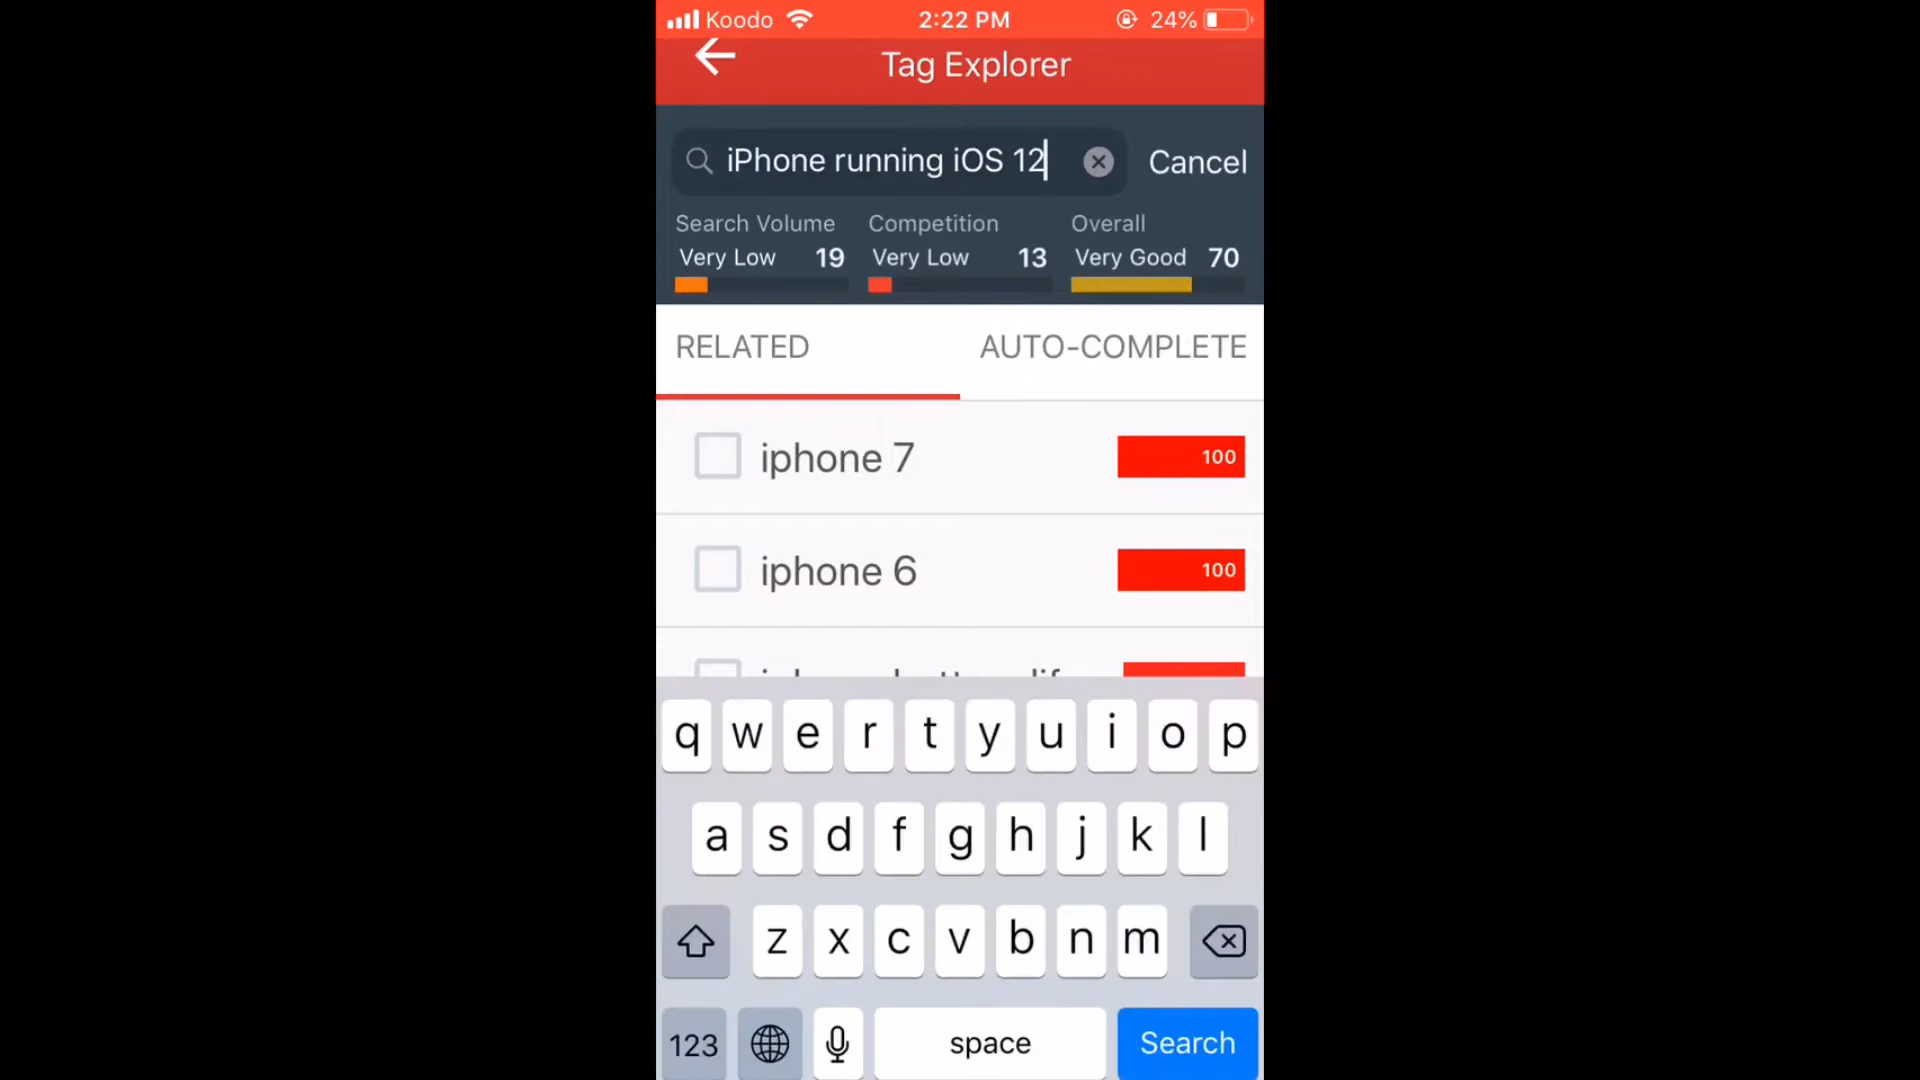 Koodo 2:22 PM 24%
Tag Explorer
iPhone running iOS 12 Cancel
Search Volume Competition Overall
Very Low 19 Very Low 13 Very Good 70
RELATED AUTO-COMPLETE
iphone 7 100
iphone 6 100
q w e r t y u i o p
a s d f g h j k l
z x c v b n m
123 space Search